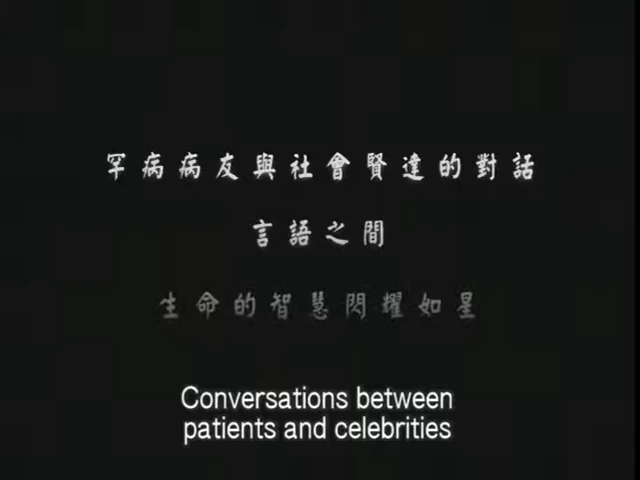 罕病病友與社會賢達的對話
言語之間
生命的智慧閃耀如星
Conversations between
patients and celebrities